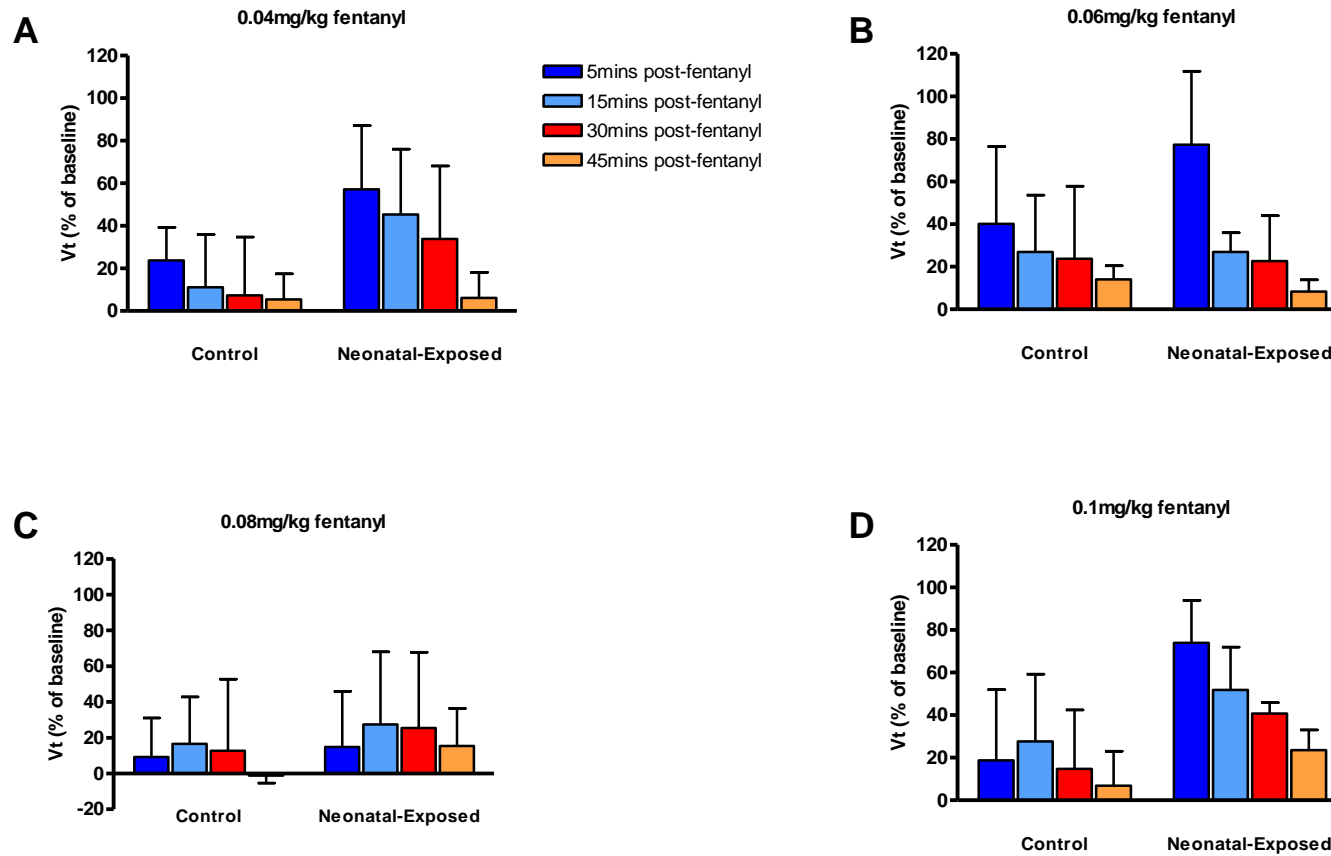 A
0.04mg/kg fentanyl
Vt (% of baseline)
120
100
80
60
40
20
0
Control
Neonatal-Exposed
5mins post-fentanyl
15mins post-fentanyl
30mins post-fentanyl
45mins post-fentanyl
B
0.06mg/kg fentanyl
Vt (% of baseline)
120
100
80
60
40
20
0
Control
Neonatal-Exposed
C
0.08mg/kg fentanyl
Vt (% of baseline)
120
100
80
60
40
20
0
-20
Control
Neonatal-Exposed
D
0.1mg/kg fentanyl
Vt (% of baseline)
120
100
80
60
40
20
0
Control
Neonatal-Exposed